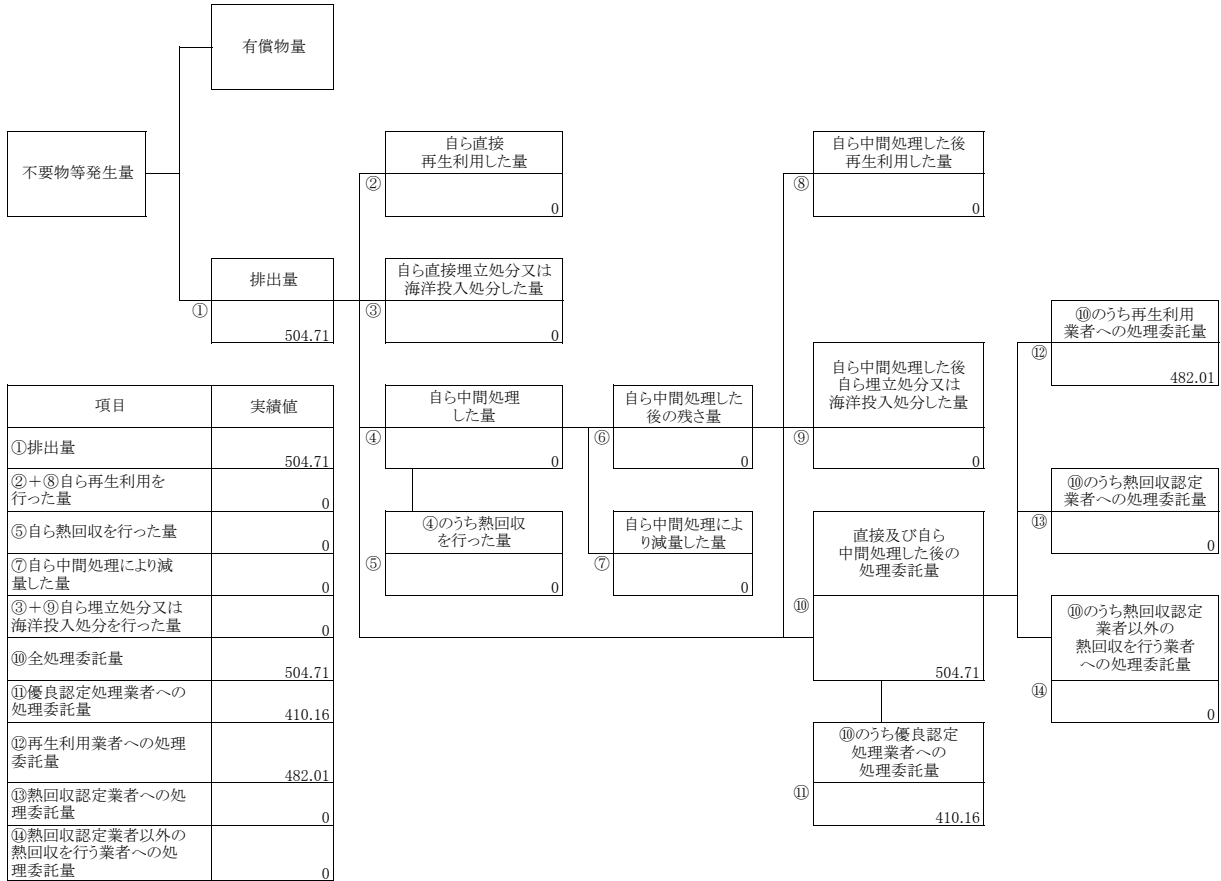 有償物量
不要物等発生量
自ら直接
再生利用した量
②
0
自ら中間処理した後
再生利用した量
⑧
0
排出量
①
504.71
自ら直接埋立処分又は
海洋投入処分した量
③
0
⑩のうち再生利用
業者への処理委託量
⑫
482.01
自ら中間処理
した量
④
0
自ら中間処理した
後の残さ量
⑥
0
自ら中間処理した後
自ら埋立処分又は
海洋投入処分した量
⑨
0
⑩のうち熱回収認定
業者への処理委託量
⑬
0
④のうち熱回収
を行った量
⑤
0
自ら中間処理によ
り減量した量
⑦
0
直接及び自ら
中間処理した後の
処理委託量
⑩
504.71
⑩のうち熱回収認定
業者以外の
熱回収を行う業者
への処理委託量
⑭
0
⑩のうち優良認定
処理業者への
処理委託量
⑪
410.16
項目
実績値
①排出量
504.71
②＋⑧自ら再生利用を
行った量
0
⑤自ら熱回収を行った量
0
⑦自ら中間処理により減
量した量
0
③＋⑨自ら埋立処分又は
海洋投入処分を行った量
0
⑩全処理委託量
504.71
⑪優良認定処理業者への
処理委託量
410.16
⑫再生利用業者への処理
委託量
482.01
⑬熱回収認定業者への処
理委託量
0
⑭熱回収認定業者以外の
熱回収を行う業者への処
理委託量
0